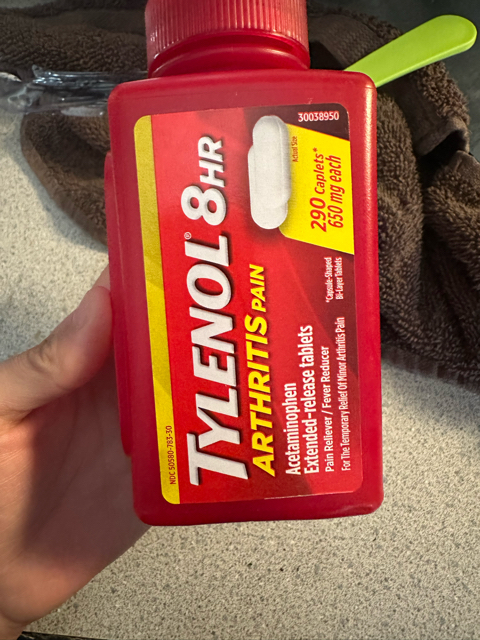 NDC 50580-783-30
TYLENOL® 8HR
ARTHRITIS PAIN
Acetaminophen
Extended-release tablets
Pain Reliever / Fever Reducer
For The Temporary Relief Of Minor Arthritis Pain
*Capsule-Shaped
Bi-Layer Tablets
290 Caplets*
650 mg each
Actual Size
30038950